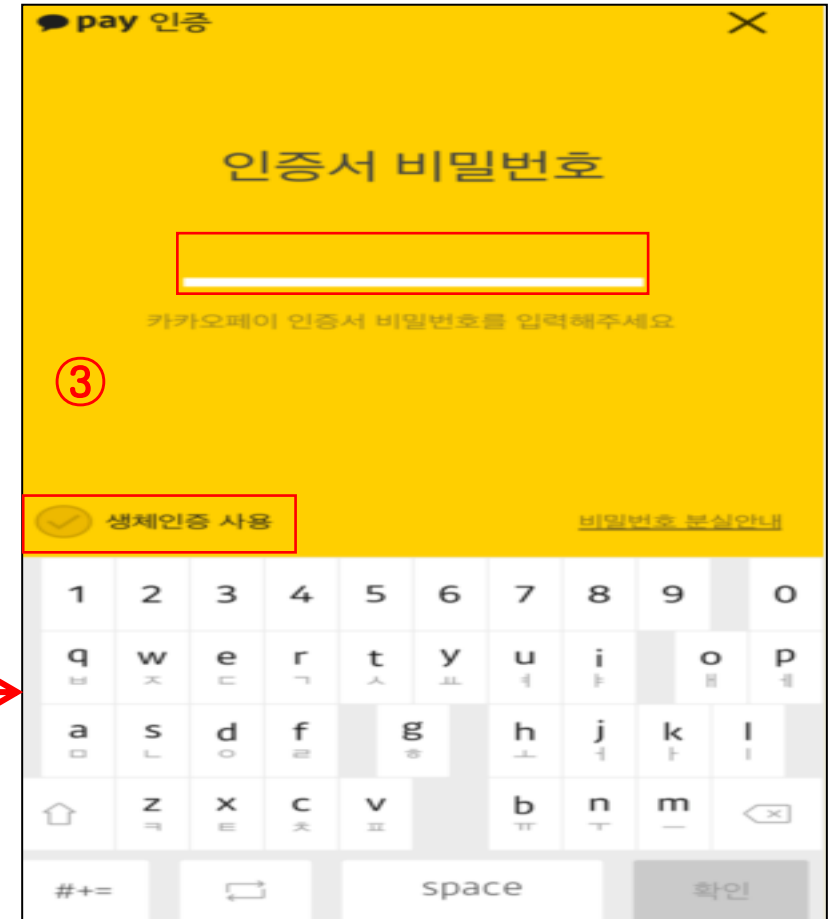 pay 인증
인증서 비밀번호
카카오페이 인증서 비밀번호를 입력해주세요
③
생체인증 사용 비밀번호 분실안내
1 2 3 4 5 6 7 8 9 0
q w e r t y u i o p
ㅂ ㅈ ㄷ ㄱ ㅅ ㅛ ㅕ ㅑ ㅐ ㅔ
a s d f g h j k l
ㅁ ㄴ ㅇ ㄹ ㅎ ㅗ ㅓ ㅏ ㅣ
z x c v b n m
ㅋ ㅌ ㅊ ㅍ ㅠ ㅜ ㅡ
#+= space 확인